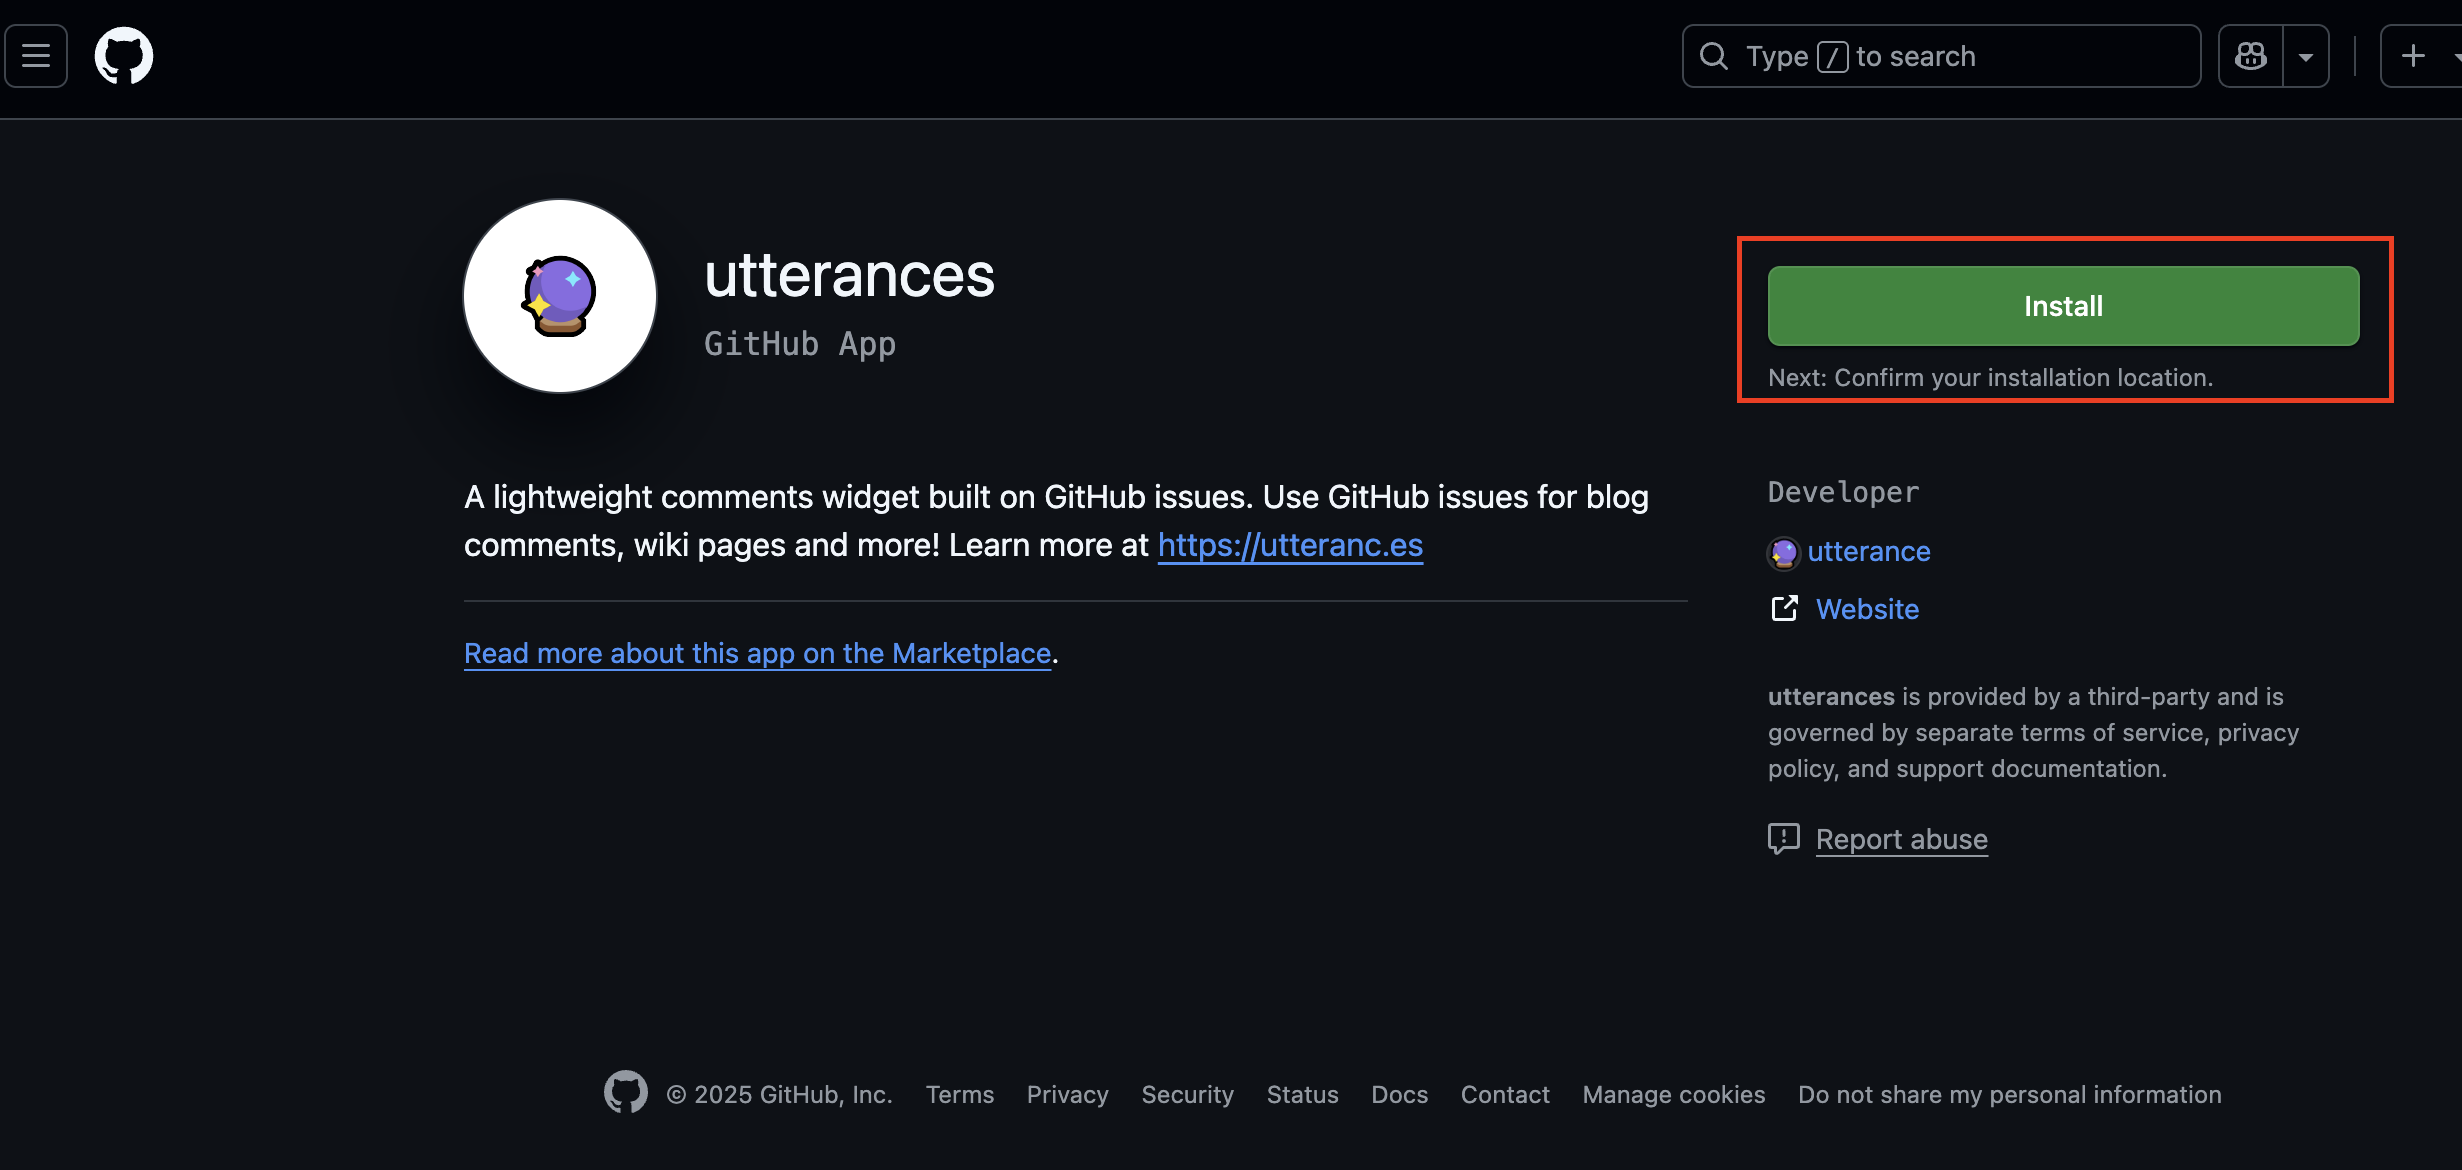 Type / to search
utterances
GitHub App
Install
Next: Confirm your installation location.
A lightweight comments widget built on GitHub issues. Use GitHub issues for blog
comments, wiki pages and more! Learn more at https://utteranc.es
Read more about this app on the Marketplace.
Developer
utterance
Website
utterances is provided by a third-party and is
governed by separate terms of service, privacy
policy, and support documentation.
Report abuse
© 2025 GitHub, Inc. Terms Privacy Security Status Docs Contact Manage cookies Do not share my personal information